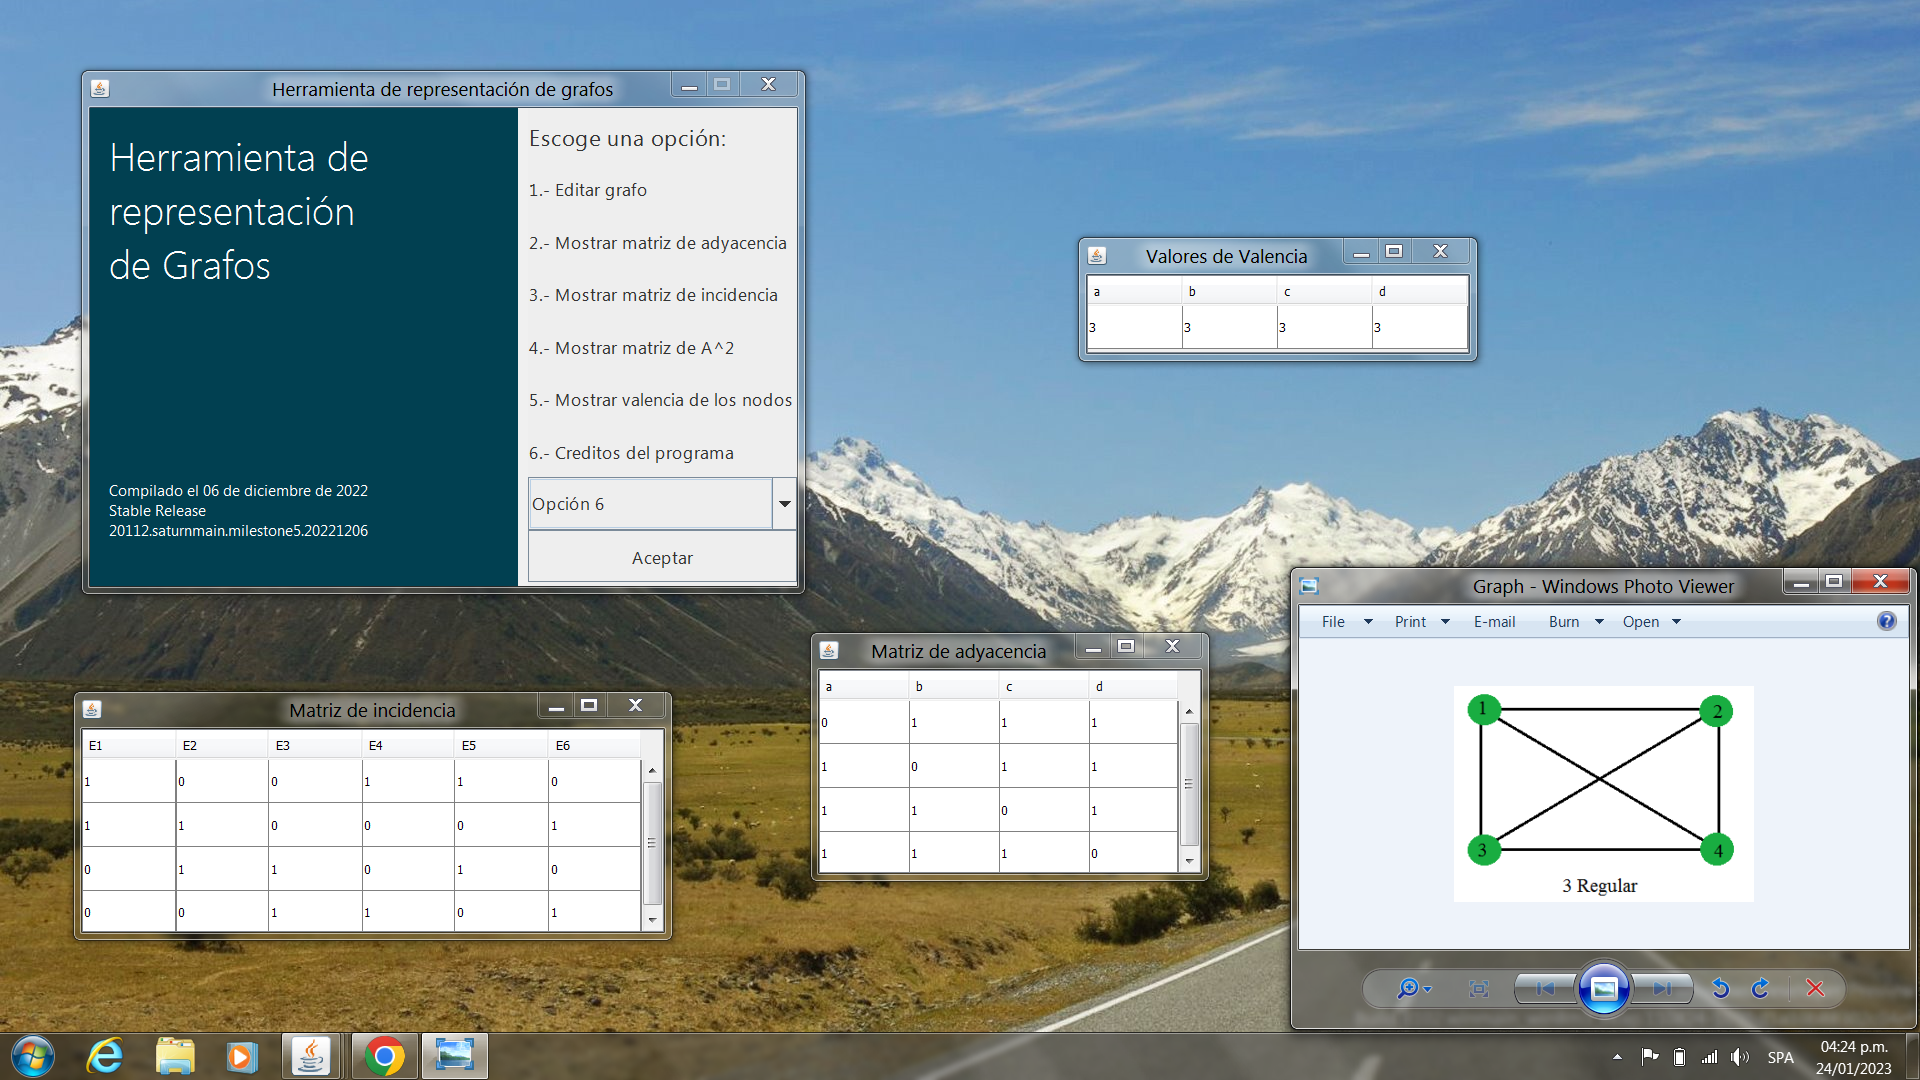 Herramienta de representación de grafos
Herramienta de
representación
de Grafos
Compilado el 06 de diciembre de 2022
Stable Release
20112.saturnmain.milestone5.20221206
Escoge una opción:
1.- Editar grafo
2.- Mostrar matriz de adyacencia
3.- Mostrar matriz de incidencia
4.- Mostrar matriz de A^2
5.- Mostrar valencia de los nodos
6.- Creditos del programa
Opción 6
Aceptar
Valores de Valencia
a b c d
3 3 3 3
Matriz de incidencia
E1 E2 E3 E4 E5 E6
1 0 0 1 1 0
1 1 0 0 0 1
0 1 1 0 1 0
0 0 1 1 0 1
Matriz de adyacencia
a b c d
0 1 1 1
1 0 1 1
1 1 0 1
1 1 1 0
Graph - Windows Photo Viewer
File Print E-mail Burn Open
1 2
3 4
3 Regular
SPA
04:24 p.m.
24/01/2023